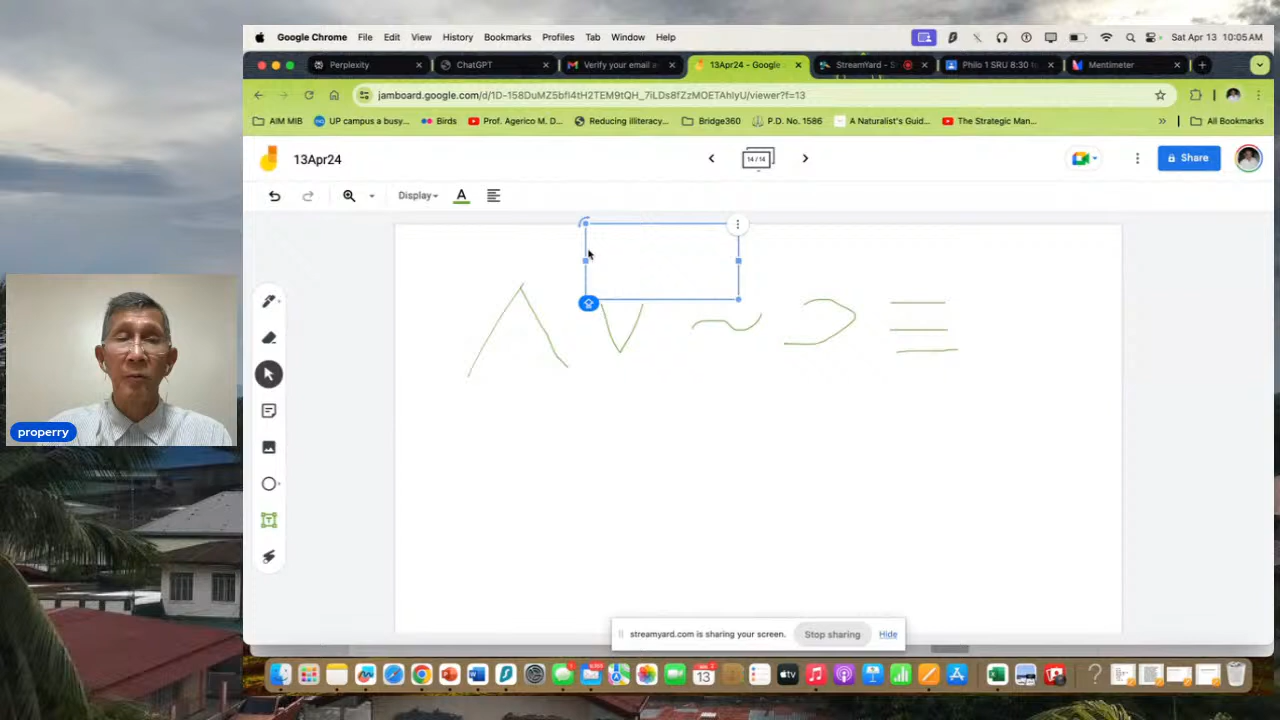 Google Chrome File Edit View History Bookmarks Profiles Tab Window Help Sat Apr 13 10:05 AM
Perplexity ChatGPT Verify your email a 13Apr24 - Google StreamYard - S Philo 1 SRU 8:30 t Mentimeter
jamboard.google.com/d/1D-158DuMZ5bfI4tH2TEM9tQH_7iLDs8fZzMOETAhlyU/viewer?f=13
AIM MIB UP campus a busy... Birds Prof. Agerico M. D... Reducing illiteracy... Bridge360 P.D. No. 1586 A Naturalist's Guid... The Strategic Man... » All Bookmarks
13Apr24 14 / 14 Share
Display A
∧ ∨ ~ ⊃ ≡
properry
streamyard.com is sharing your screen. Stop sharing Hide